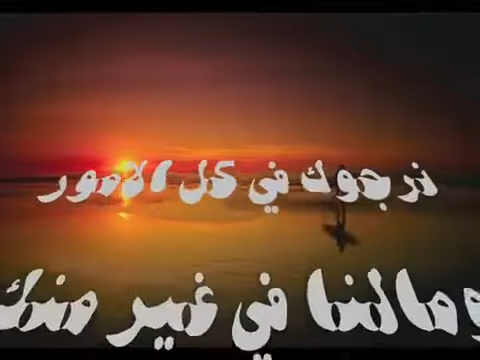 نرجوك في كل الامور
ومالنا في غير منك